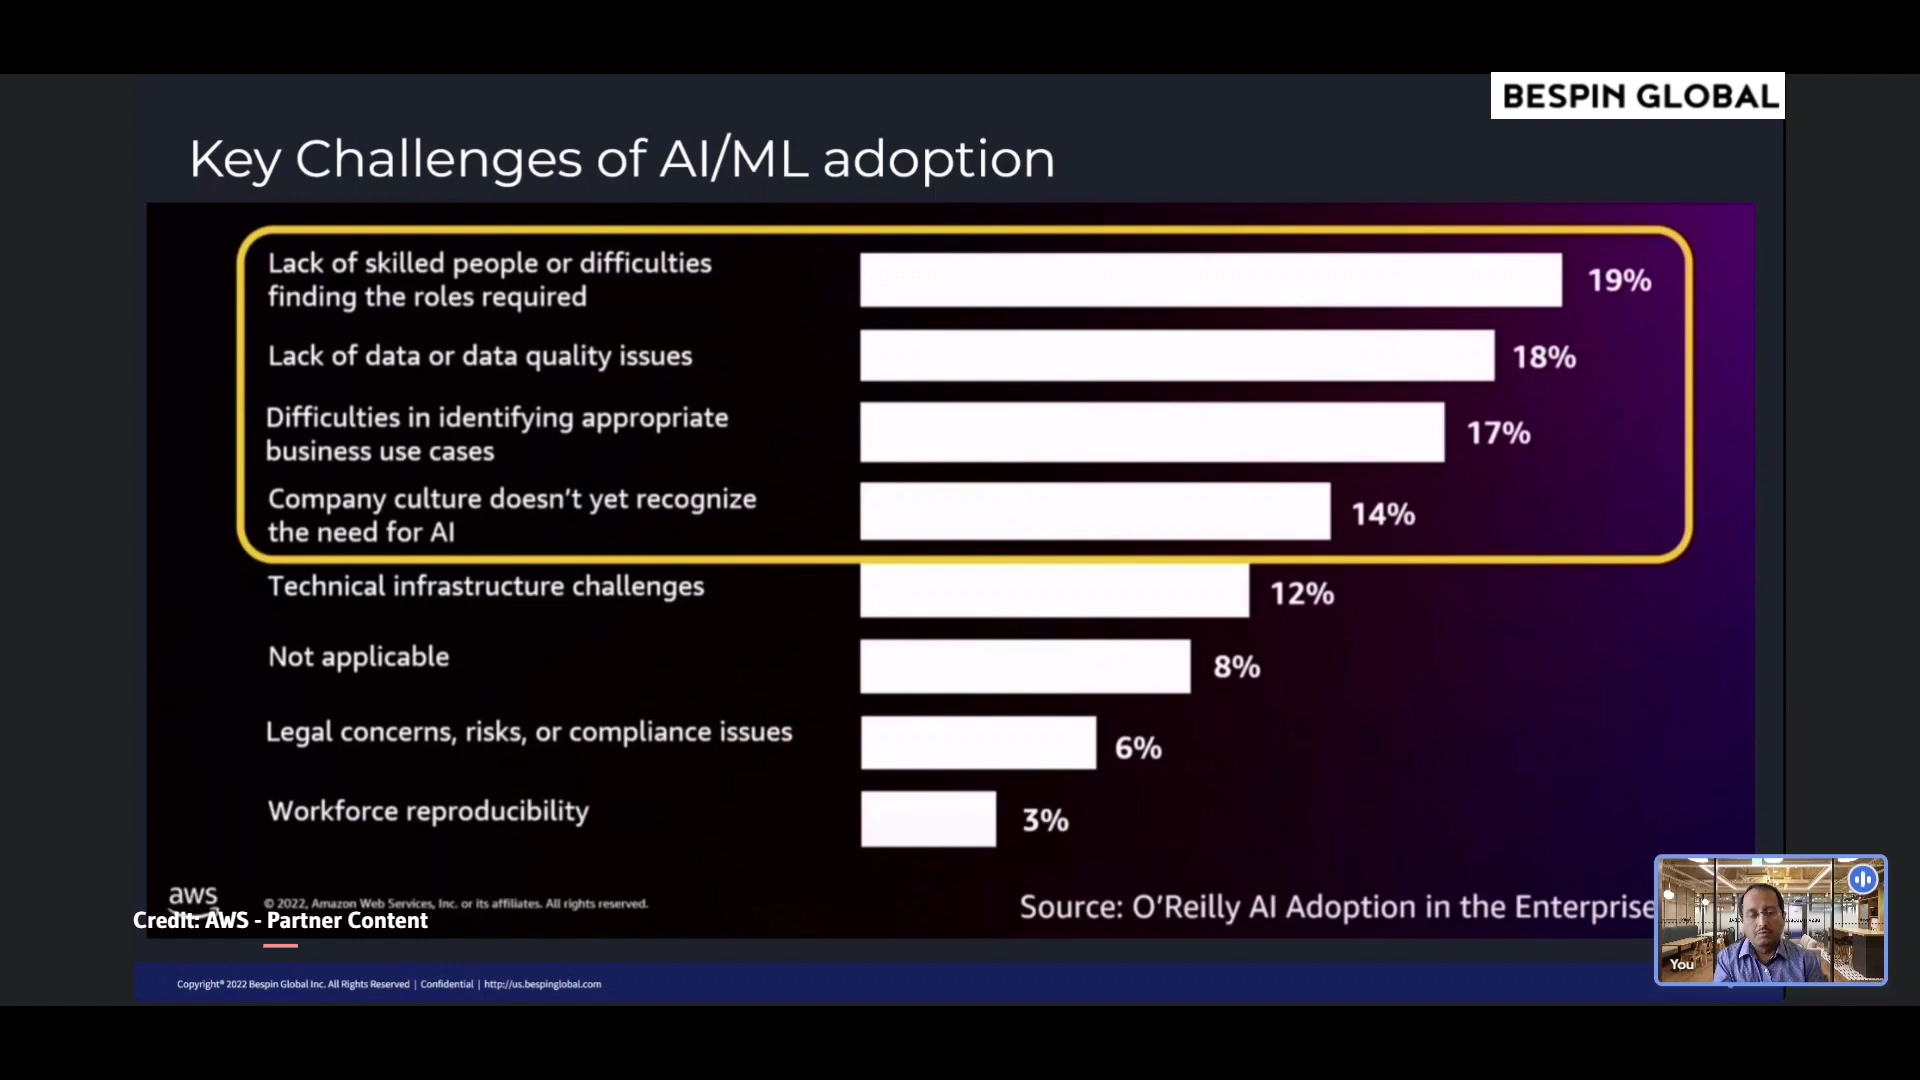 BESPIN GLOBAL
Key Challenges of AI/ML adoption
Lack of skilled people or difficulties
finding the roles required
19%
Lack of data or data quality issues
18%
Difficulties in identifying appropriate
business use cases
17%
Company culture doesn't yet recognize
the need for AI
14%
Technical infrastructure challenges
12%
Not applicable
8%
Legal concerns, risks, or compliance issues
6%
Workforce reproducibility
3%
aws
© 2022, Amazon Web Services, Inc. or its affiliates. All rights reserved.
Source: O'Reilly AI Adoption in the Enterprise
Credit: AWS - Partner Content
You
Copyright® 2022 Bespin Global Inc. All Rights Reserved | Confidential | http://us.bespinglobal.com